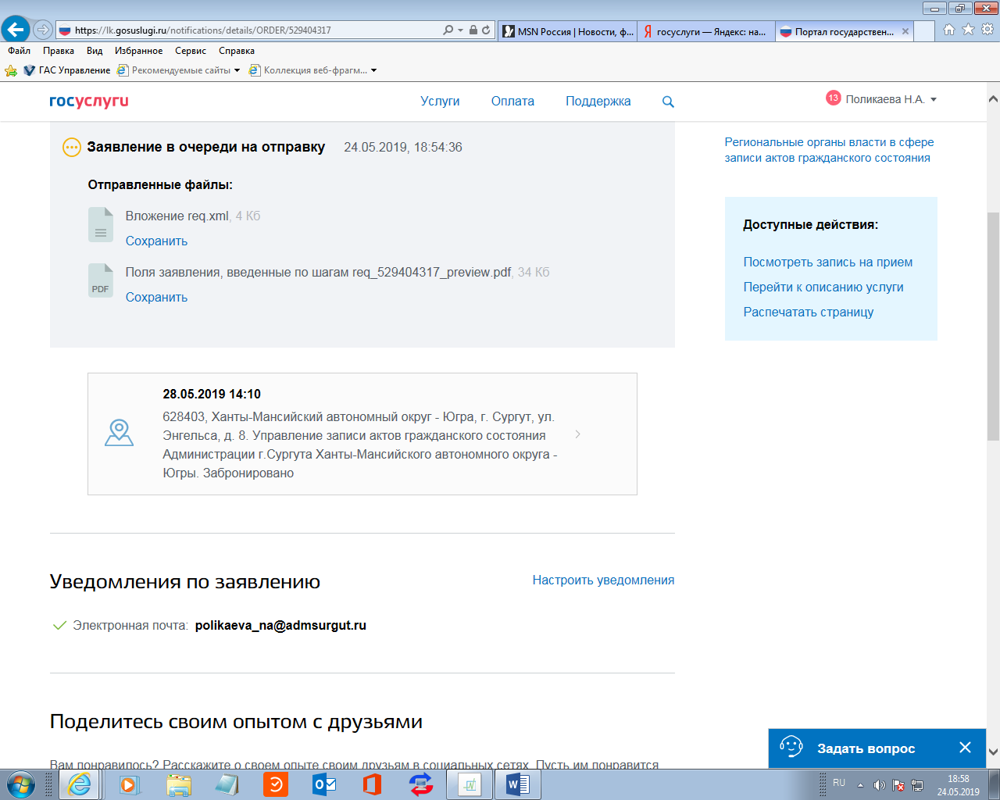 https://lk.gosuslugi.ru/notifications/details/ORDER/529404317
MSN Россия | Новости, ф...
госуслуги — Яндекс: на...
Портал государствен...
Файл Правка Вид Избранное Сервис Справка
ГАС Управление Рекомендуемые сайты Коллекция веб-фрагм...
госуслуги
Услуги Оплата Поддержка
13 Поликаева Н.А.
Заявление в очереди на отправку 24.05.2019, 18:54:36
Отправленные файлы:
Вложение req.xml, 4 Кб
Сохранить
PDF
Поля заявления, введенные по шагам req_529404317_preview.pdf, 34 Кб
Сохранить
Региональные органы власти в сфере
записи актов гражданского состояния
Доступные действия:
Посмотреть запись на прием
Перейти к описанию услуги
Распечатать страницу
28.05.2019 14:10
628403, Ханты-Мансийский автономный округ - Югра, г. Сургут, ул.
Энгельса, д. 8. Управление записи актов гражданского состояния
Администрации г.Сургута Ханты-Мансийского автономного округа -
Югры. Забронировано
Уведомления по заявлению
Настроить уведомления
Электронная почта: polikaeva_na@admsurgut.ru
Поделитесь своим опытом с друзьями
Вам понравилось? Расскажите о своем опыте своим друзьям в социальных сетях. Пусть им понравится
Задать вопрос
RU
18:58
24.05.2019